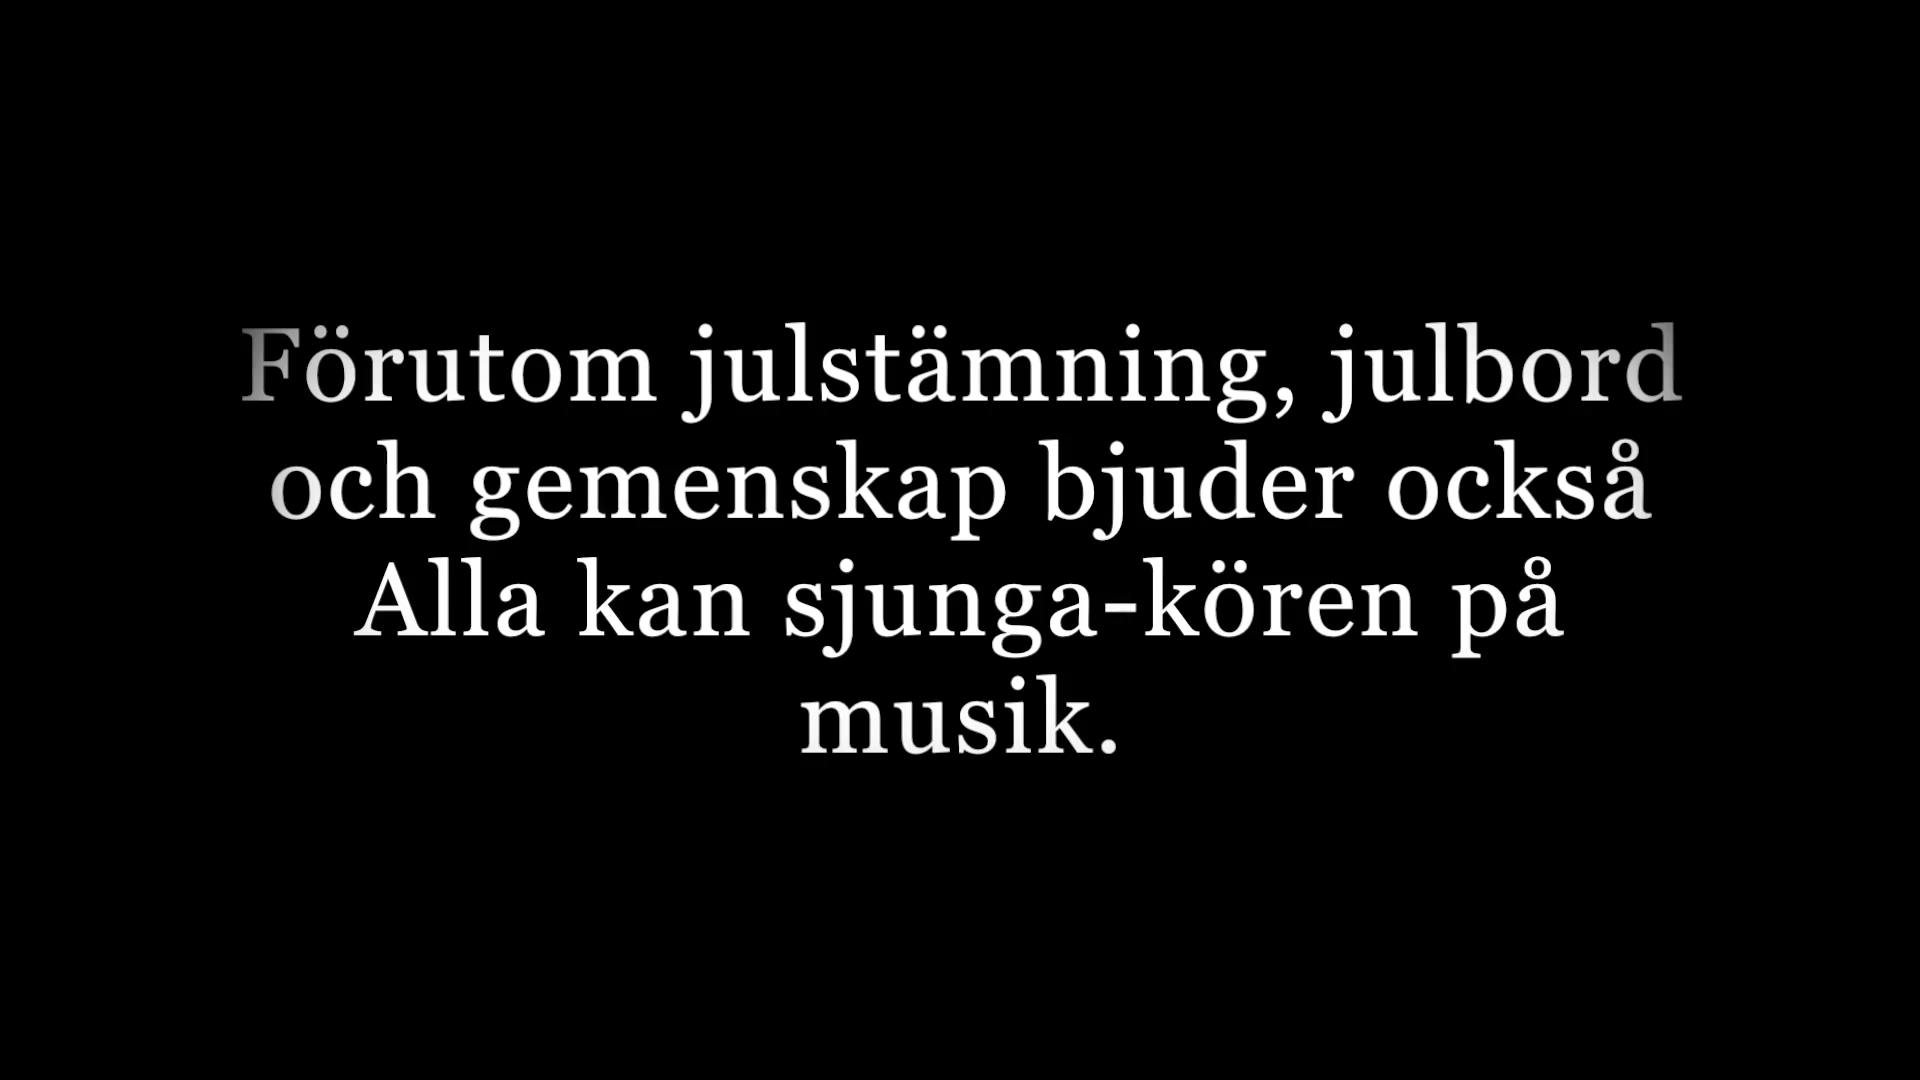 Förutom julstämning, julbord
och gemenskap bjuder också
Alla kan sjunga-kören på
musik.